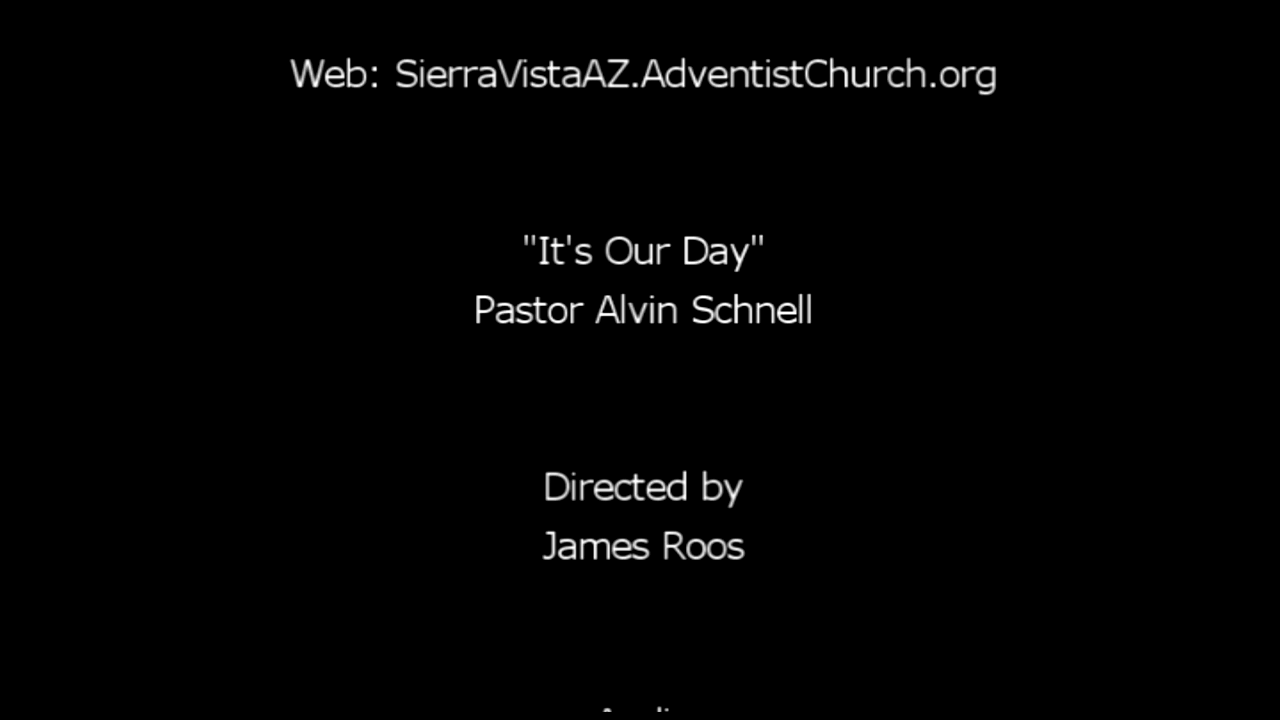 Web: SierraVistaAZ.AdventistChurch.org
"It's Our Day"
Pastor Alvin Schnell
Directed by
James Roos